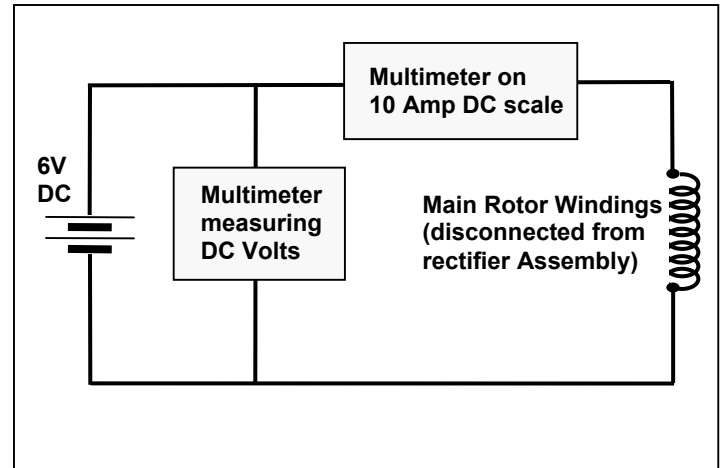 Multimeter on
10 Amp DC scale
6V
DC
Multimeter
measuring
DC Volts
Main Rotor Windings
(disconnected from
rectifier Assembly)